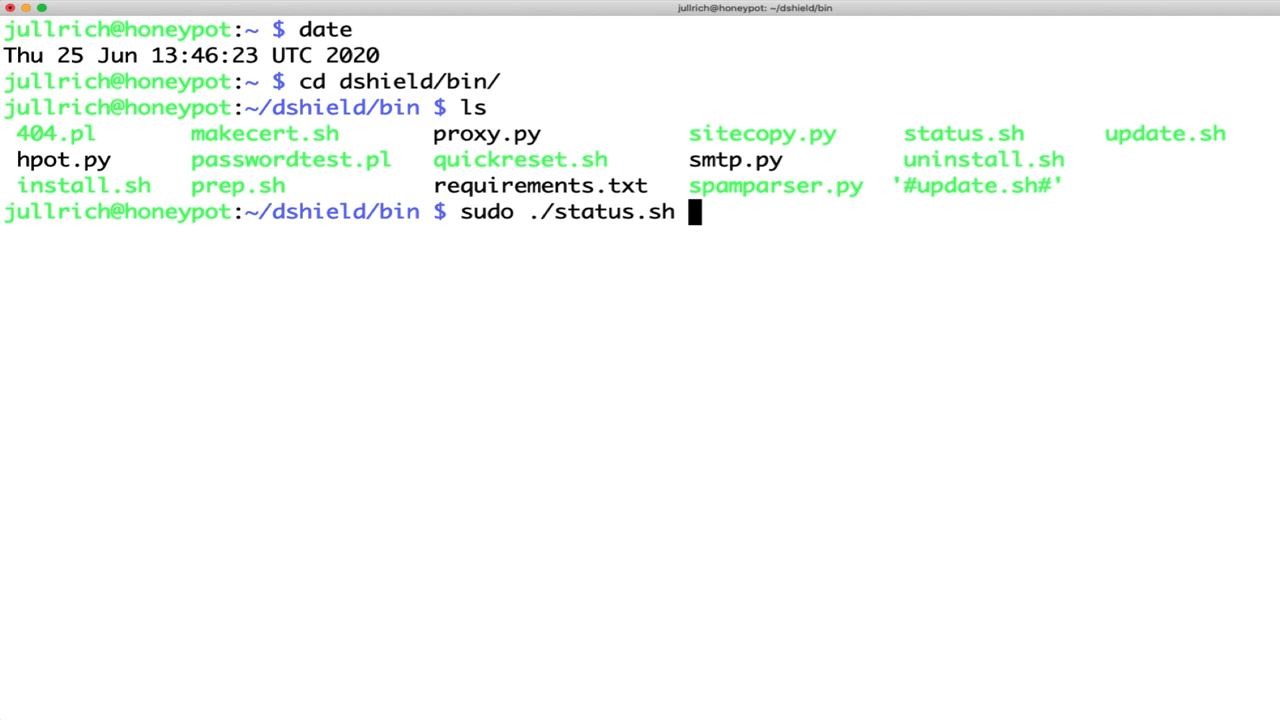 jullrich@honeypot: ~/dshield/bin
jullrich@honeypot:~ $ date
Thu 25 Jun 13:46:23 UTC 2020
jullrich@honeypot:~ $ cd dshield/bin/
jullrich@honeypot:~/dshield/bin $ ls
404.pl makecert.sh proxy.py sitecopy.py status.sh update.sh
hpot.py passwordtest.pl quickreset.sh smtp.py uninstall.sh
install.sh prep.sh requirements.txt spamparser.py '#update.sh#'
jullrich@honeypot:~/dshield/bin $ sudo ./status.sh